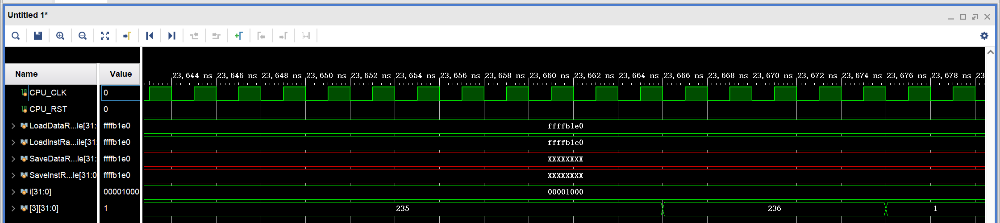 Untitled 1*
Name Value
23,644 ns 23,646 ns 23,648 ns 23,650 ns 23,652 ns 23,654 ns 23,656 ns 23,658 ns 23,660 ns 23,662 ns 23,664 ns 23,666 ns 23,668 ns 23,670 ns 23,672 ns 23,674 ns 23,676 ns 23,678 ns 23
CPU_CLK 0
CPU_RST 0
LoadDataR...le[31: ffffb1e0 ffffb1e0
LoadInstRa...ile[31: ffffb1e0 ffffb1e0
SaveDataR...le[31: ffffb1e0 XXXXXXXX
SaveInstR...le[31:0 ffffb1e0 XXXXXXXX
i[31:0] 00001000 00001000
[3][31:0] 1 235 236 1